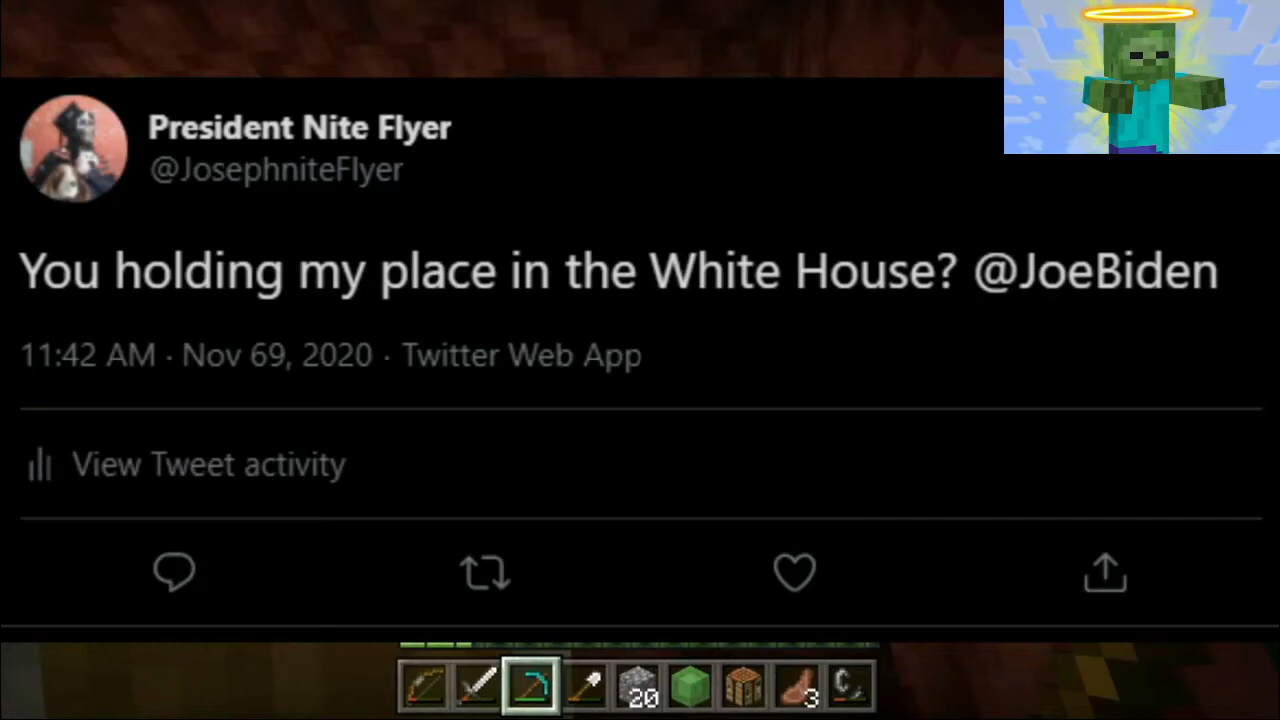 President Nite Flyer
@JosephniteFlyer
You holding my place in the White House? @JoeBiden
11:42 AM · Nov 69, 2020 · Twitter Web App
View Tweet activity
20
3